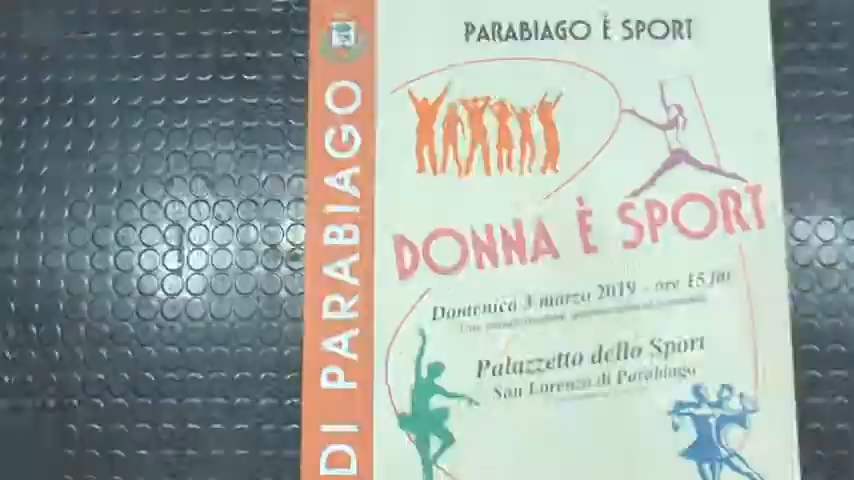 PARABIAGO È SPORT
DI PARABIAGO
DONNA È SPORT
Domenica 3 marzo 2019 - ore 15
Palazzetto dello Sport
San Lorenzo di Parabiago